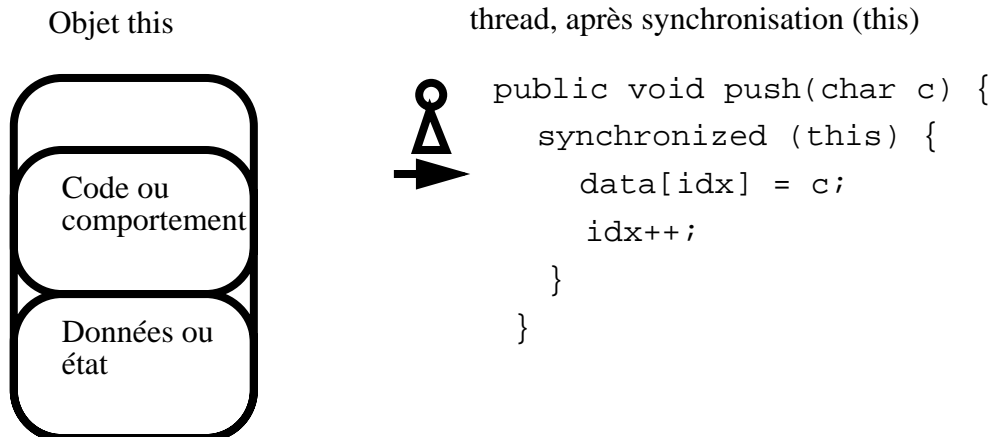 Objet this
thread, après synchronisation (this)
Code ou
comportement
Données ou
état
public void push(char c) {
synchronized (this) {
data[idx] = c;
idx++;
}
}